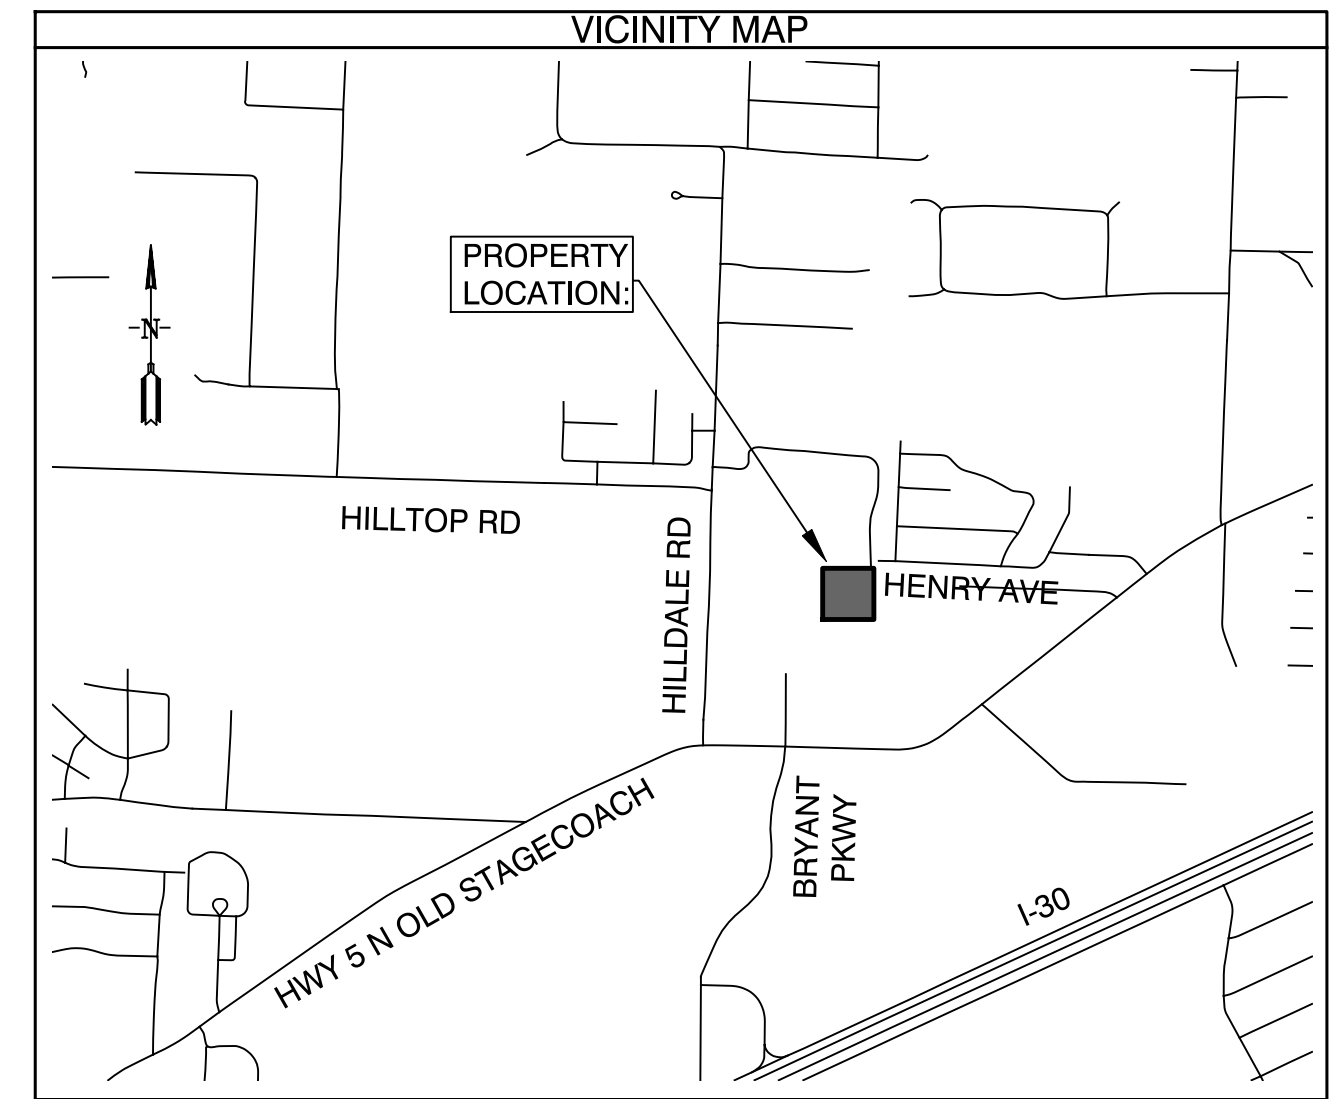 VICINITY MAP
PROPERTY
LOCATION:
-N-
HILLTOP RD
HILLDALE RD
HENRY AVE
BRYANT
PKWY
HWY 5 N OLD STAGECOACH
I-30